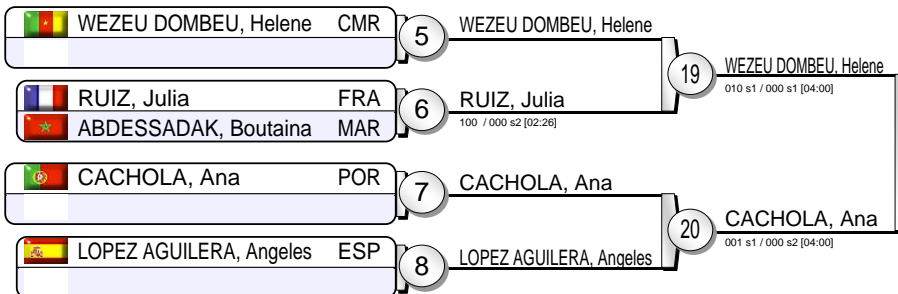 WEZEU DOMBEU, Helene CMR
5
WEZEU DOMBEU, Helene
19
WEZEU DOMBEU, Helene
010 s1 / 000 s1 [04:00]
RUIZ, Julia FRA
ABDESSADAK, Boutaina MAR
6
RUIZ, Julia
100 / 000 s2 [02:26]
CACHOLA, Ana POR
7
CACHOLA, Ana
20
CACHOLA, Ana
001 s1 / 000 s2 [04:00]
LOPEZ AGUILERA, Angeles ESP
8
LOPEZ AGUILERA, Angeles